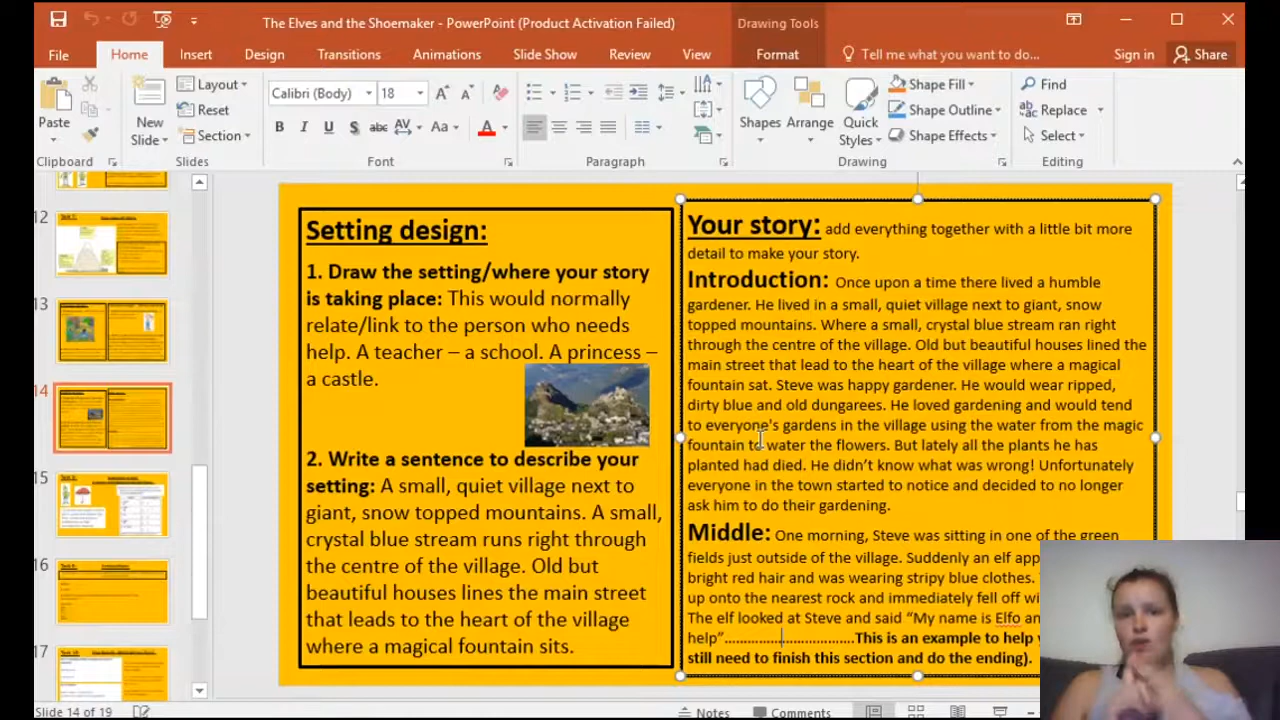 The Elves and the Shoemaker - PowerPoint (Product Activation Failed)
Drawing Tools
File
Home
Insert
Design
Transitions
Animations
Slide Show
Review
View
Format
Tell me what you want to do...
Sign in
Share
Paste
Clipboard
New
Slide
Layout
Reset
Section
Slides
Calibri (Body)
18
B I U S abc AV Aa A
Font
Paragraph
Shapes
Arrange
Quick
Styles
Shape Fill
Shape Outline
Shape Effects
Drawing
Find
Replace
Select
Editing
12
13
14
15
16
17
Setting design:
1. Draw the setting/where your story
is taking place: This would normally
relate/link to the person who needs
help. A teacher – a school. A princess –
a castle.
2. Write a sentence to describe your
setting: A small, quiet village next to
giant, snow topped mountains. A small,
crystal blue stream runs right through
the centre of the village. Old but
beautiful houses lines the main street
that leads to the heart of the village
where a magical fountain sits.
Your story: add everything together with a little bit more
detail to make your story.
Introduction: Once upon a time there lived a humble
gardener. He lived in a small, quiet village next to giant, snow
topped mountains. Where a small, crystal blue stream ran right
through the centre of the village. Old but beautiful houses lined the
main street that lead to the heart of the village where a magical
fountain sat. Steve was happy gardener. He would wear ripped,
dirty blue and old dungarees. He loved gardening and would tend
to everyone's gardens in the village using the water from the magic
fountain to water the flowers. But lately all the plants he has
planted had died. He didn't know what was wrong! Unfortunately
everyone in the town started to notice and decided to no longer
ask him to do their gardening.
Middle: One morning, Steve was sitting in one of the green
fields just outside of the village. Suddenly an elf
bright red hair and was wearing stripy blue clothes.
up onto the nearest rock and immediately fell off
The elf looked at Steve and said "My name is Elfo
help"..................................This is an example to help
still need to finish this section and do the ending).
Slide 14 of 19
Notes
Comments